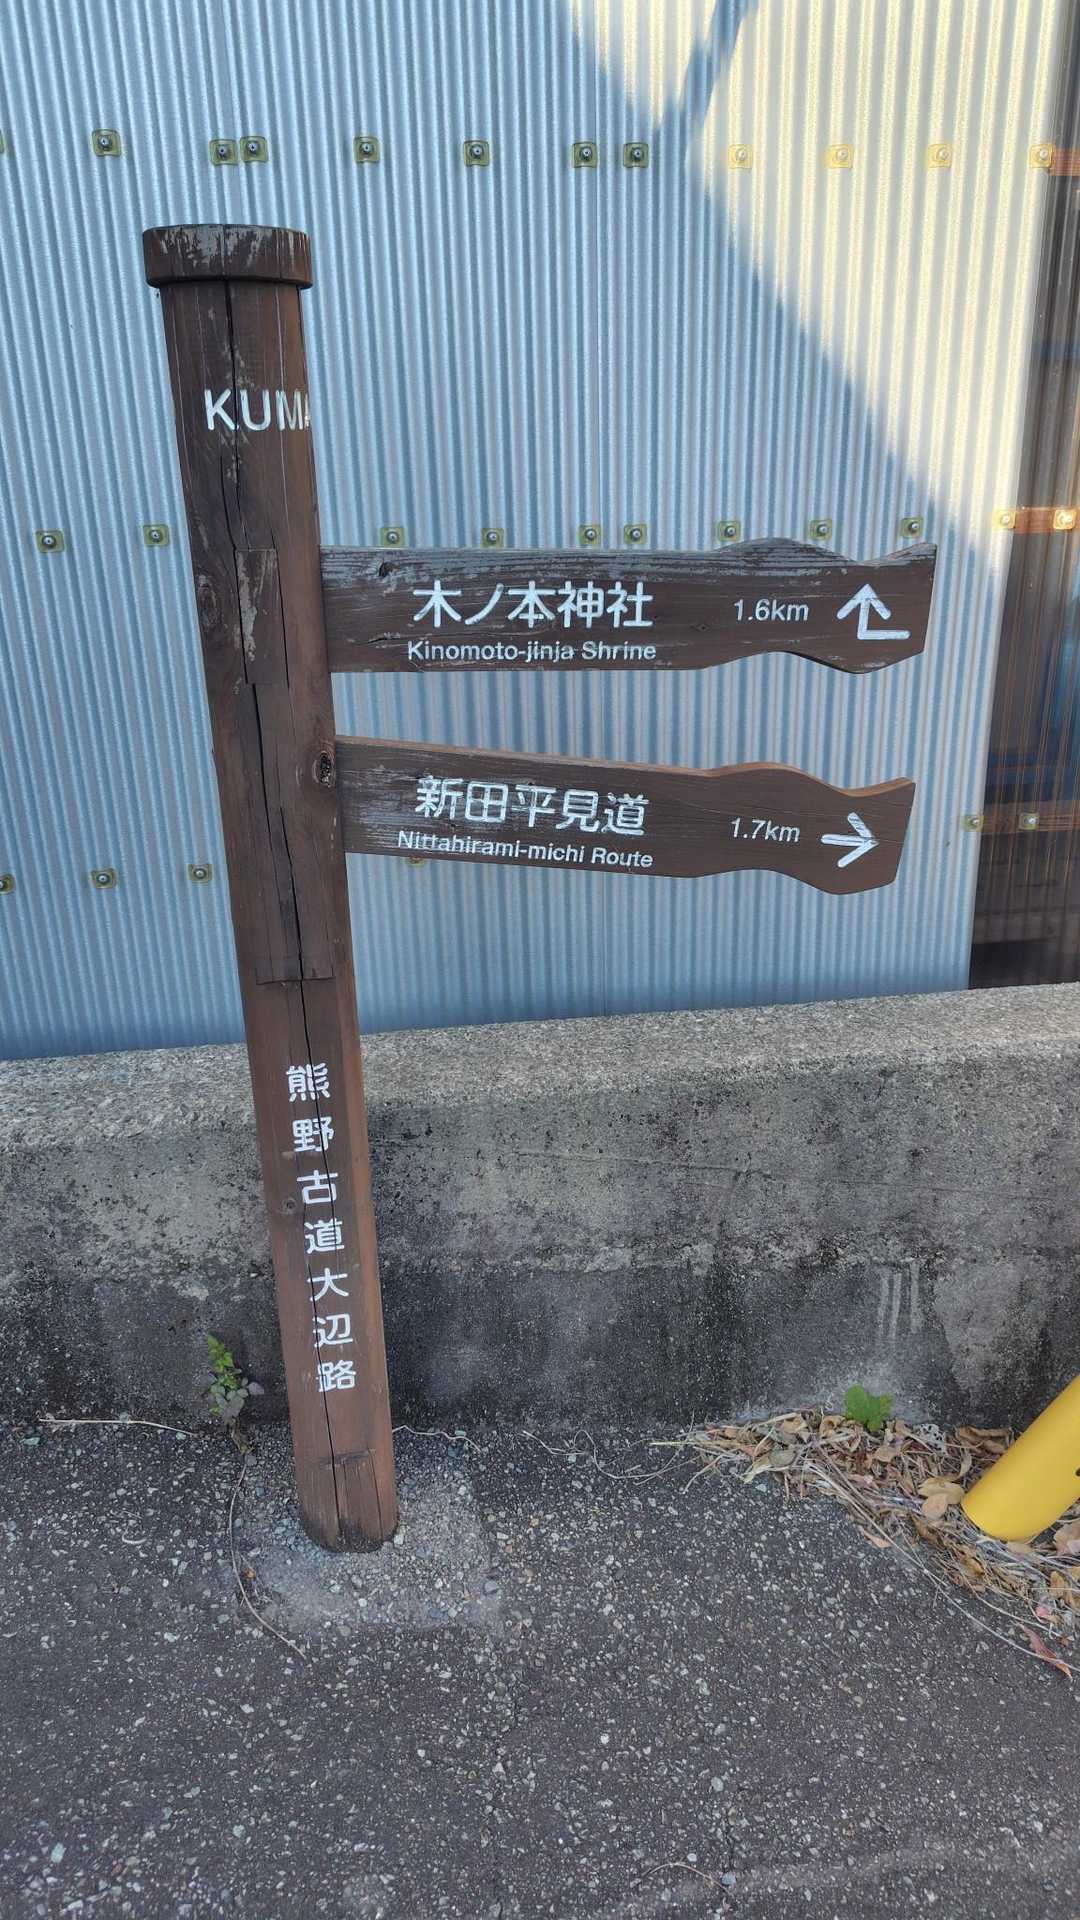 KUMA
木ノ本神社 1.6km
Kinomoto-jinja Shrine
新田平見道 1.7km
Nittahirami-michi Route
熊野古道大辺路